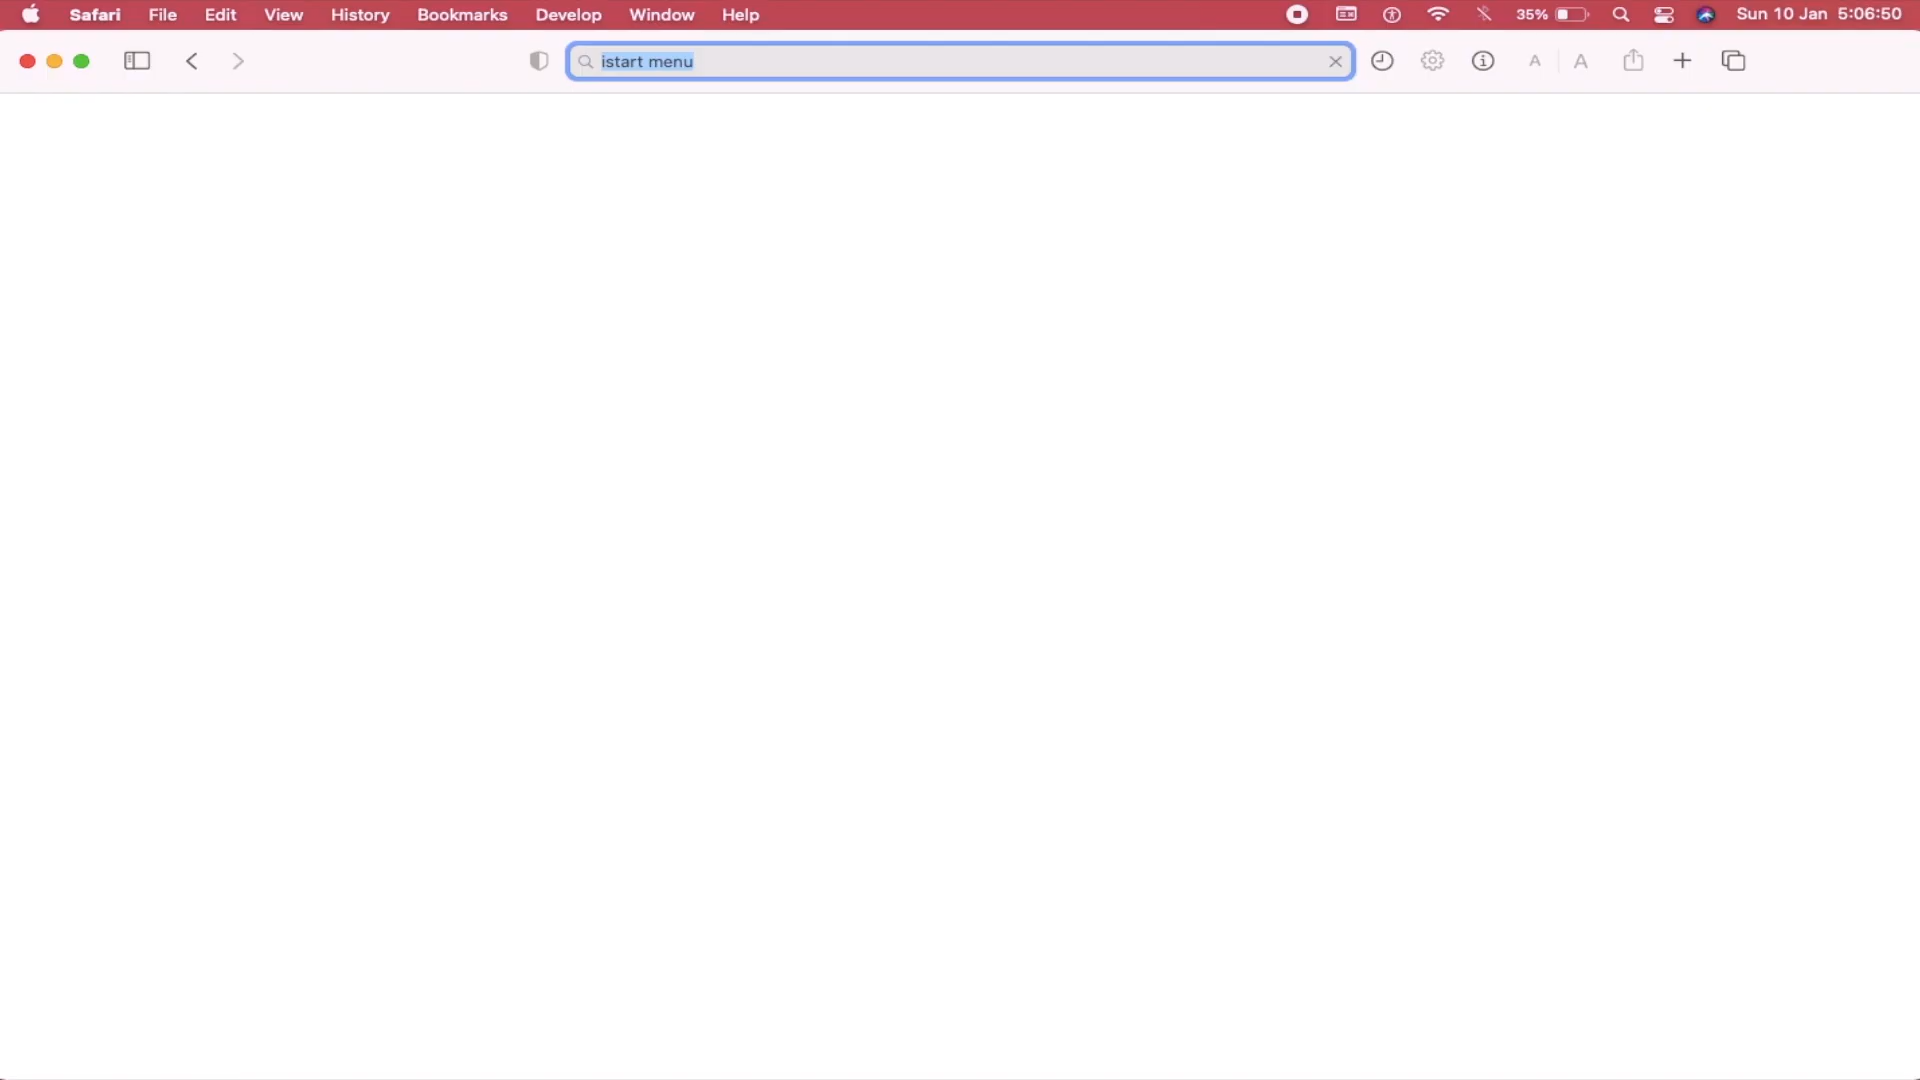 Safari File Edit View History Bookmarks Develop Window Help 35% Sun 10 Jan 5:06:50
istart menu A A